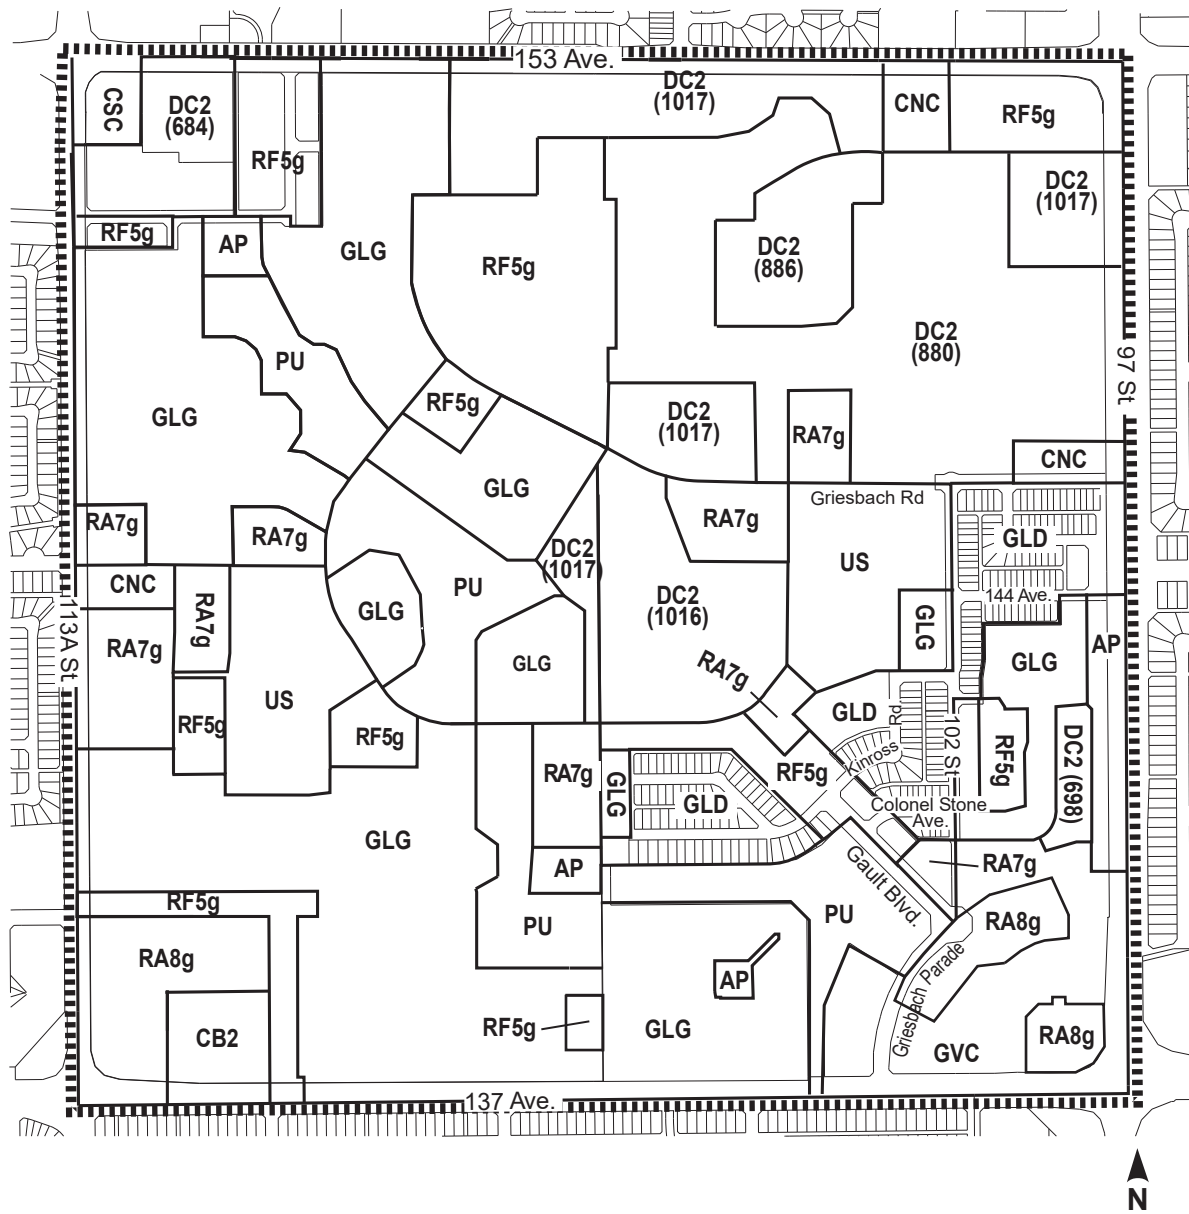 153 Ave.
CSC
DC2
(684)
DC2
(1017)
CNC
RF5g
RF5g
DC2
(1017)
RF5g
AP
GLG
RF5g
DC2
(886)
DC2
(880)
97 St
PU
GLG
RF5g
DC2
(1017)
RA7g
CNC
GLG
Griesbach Rd
RA7g
RA7g
RA7g
GLD
DC2
(1017)
US
CNC
PU
144 Ave.
RA7g
GLG
DC2
(1016)
GLG
113A St
RA7g
GLG
RA7g
GLG
AP
US
GLD
Rd.
RF5g
RF5g
102 St
Kinross
RF5g
DC2 (698)
RA7g
GLG
RF5g
GLD
Colonel Stone
Ave.
GLG
AP
RA7g
Gault Blvd.
RF5g
PU
PU
RA8g
RA8g
Griesbach Parade
AP
RF5g
GLG
CB2
GVC
RA8g
137 Ave.
N